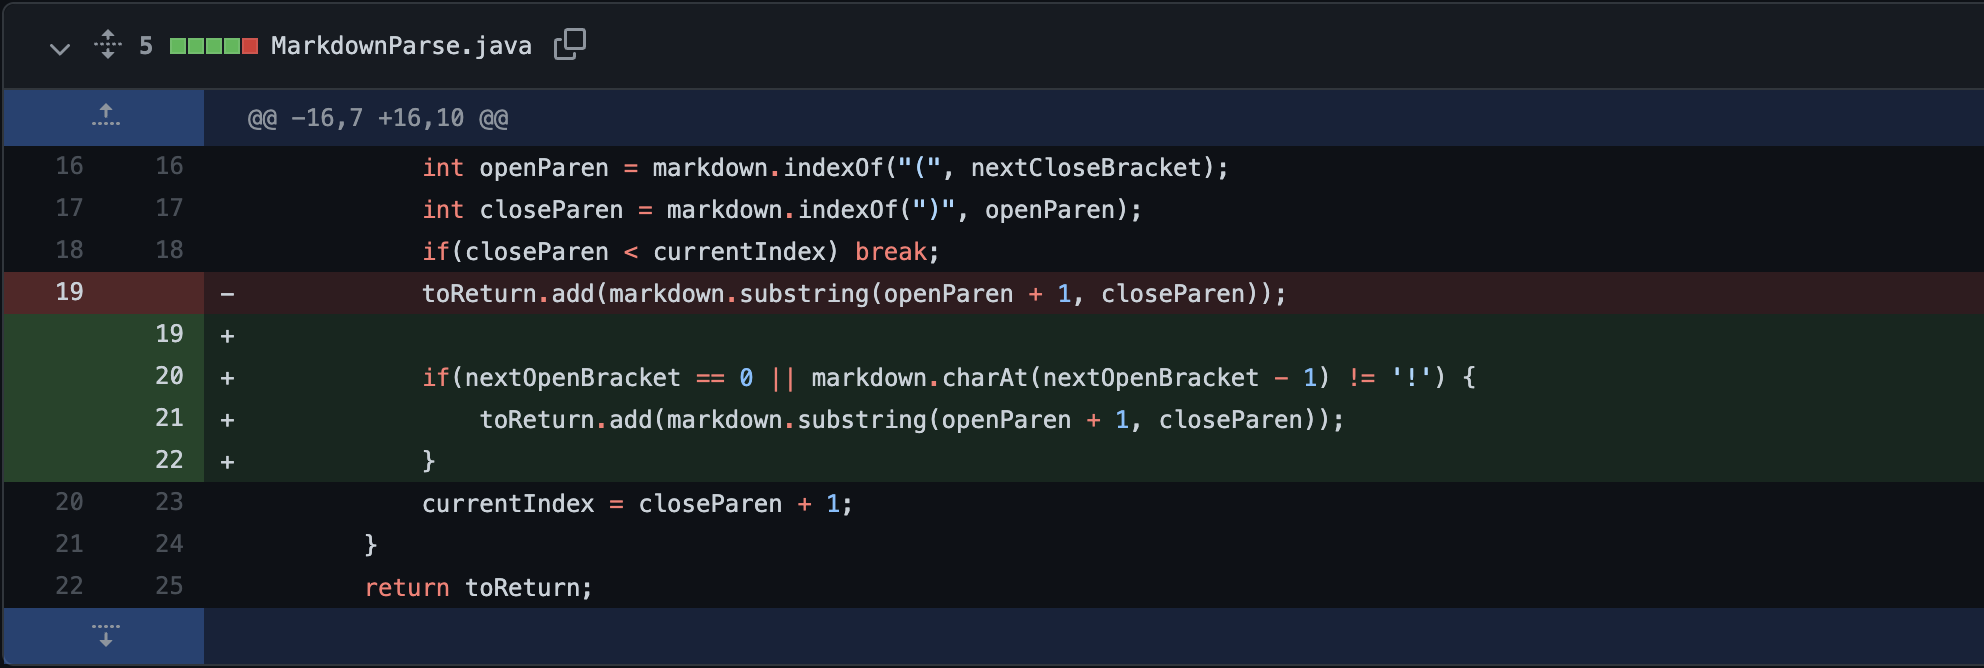 5 MarkdownParse.java
@@ -16,7 +16,10 @@
16 16 int openParen = markdown.indexOf("(", nextCloseBracket);
17 17 int closeParen = markdown.indexOf(")", openParen);
18 18 if(closeParen < currentIndex) break;
19 - toReturn.add(markdown.substring(openParen + 1, closeParen));
19 +
20 + if(nextOpenBracket == 0 || markdown.charAt(nextOpenBracket - 1) != '!') {
21 + toReturn.add(markdown.substring(openParen + 1, closeParen));
22 + }
20 23 currentIndex = closeParen + 1;
21 24 }
22 25 return toReturn;